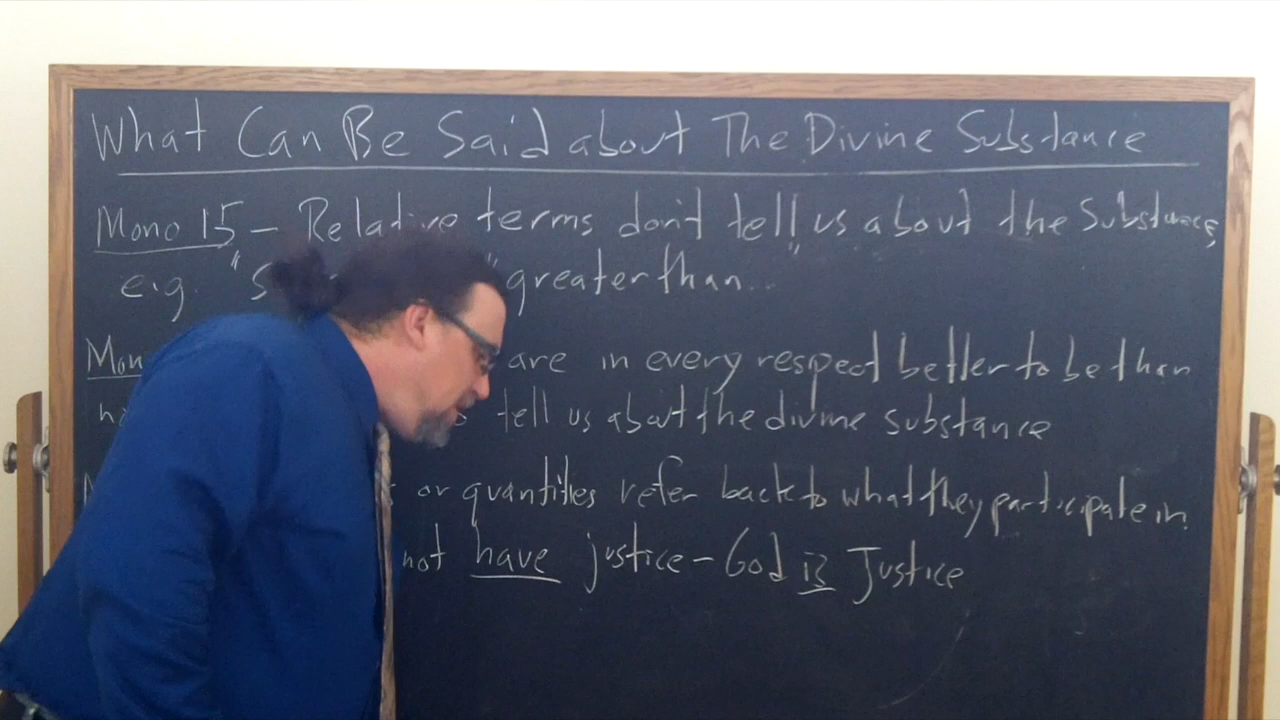 What Can Be Said about The Divine Substance
Mono 15 - Relative terms don't tell us about the Substance,
e.g. "s " "greater than...
Mon are in every respect better to be than
no tell us about the divine substance
or quantities refer back to what they participate in.
not have justice - God is Justice